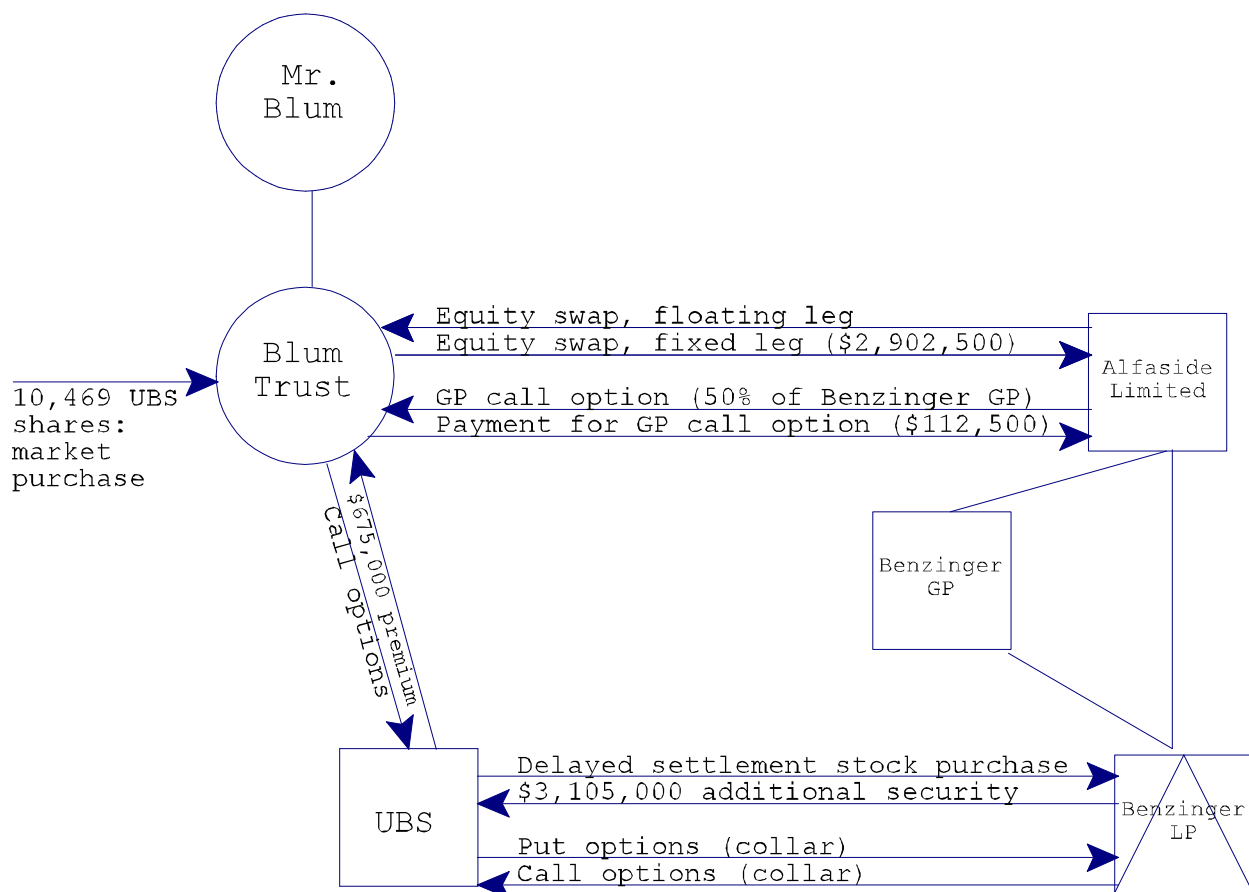 Mr.
Blum
Equity swap, floating leg
Blum
Trust
Equity swap, fixed leg ($2,902,500)
Alfaside
Limited
10,469 UBS
shares:
market
purchase
GP call option (50% of Benzinger GP)
Payment for GP call option ($112,500)
$675,000 premium
Call options
Benzinger
GP
Delayed settlement stock purchase
$3,105,000 additional security
UBS
Benzinger
LP
Put options (collar)
Call options (collar)